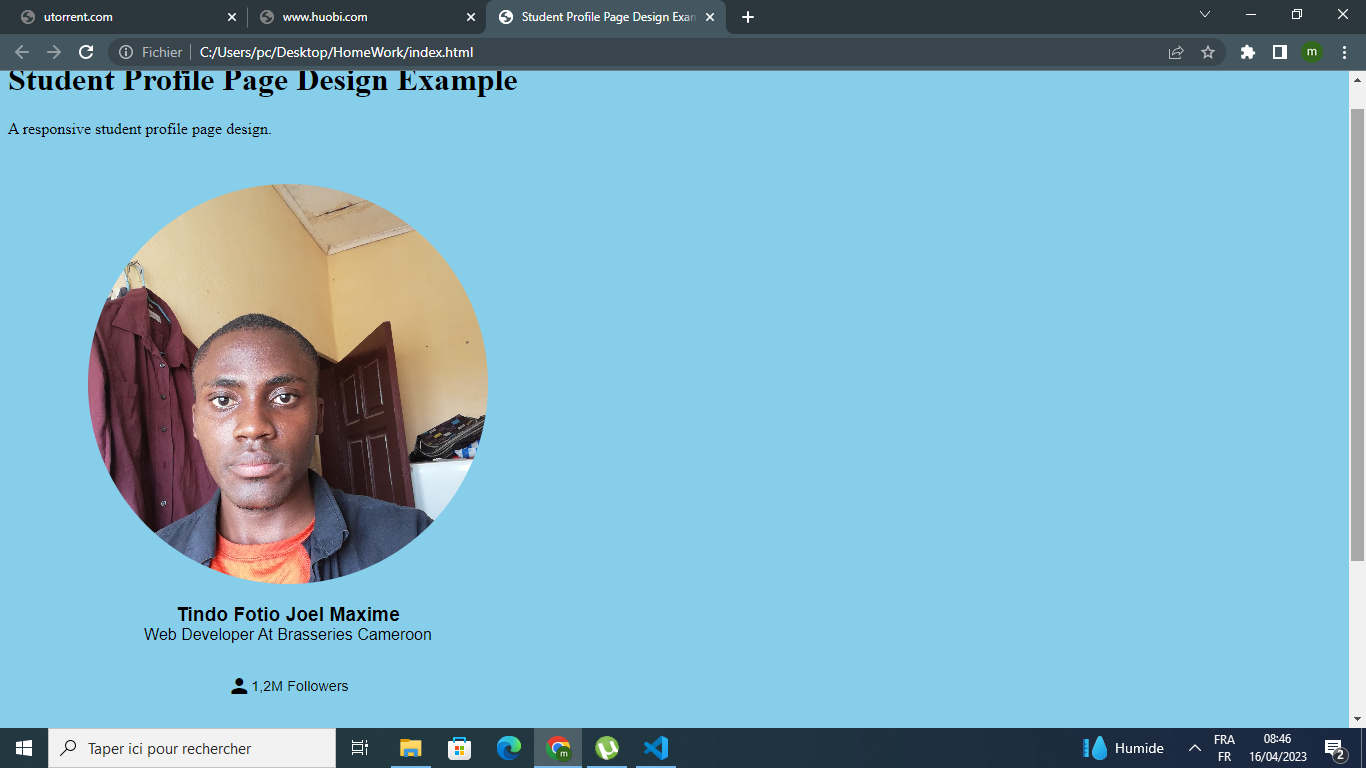 utorrent.com
www.huobi.com
Student Profile Page Design Exam
Fichier
C:/Users/pc/Desktop/HomeWork/index.html
m
Student Profile Page Design Example
A responsive student profile page design.
Tindo Fotio Joel Maxime
Web Developer At Brasseries Cameroon
1,2M Followers
Taper ici pour rechercher
m
Humide
FRA
FR
08:46
16/04/2023
2